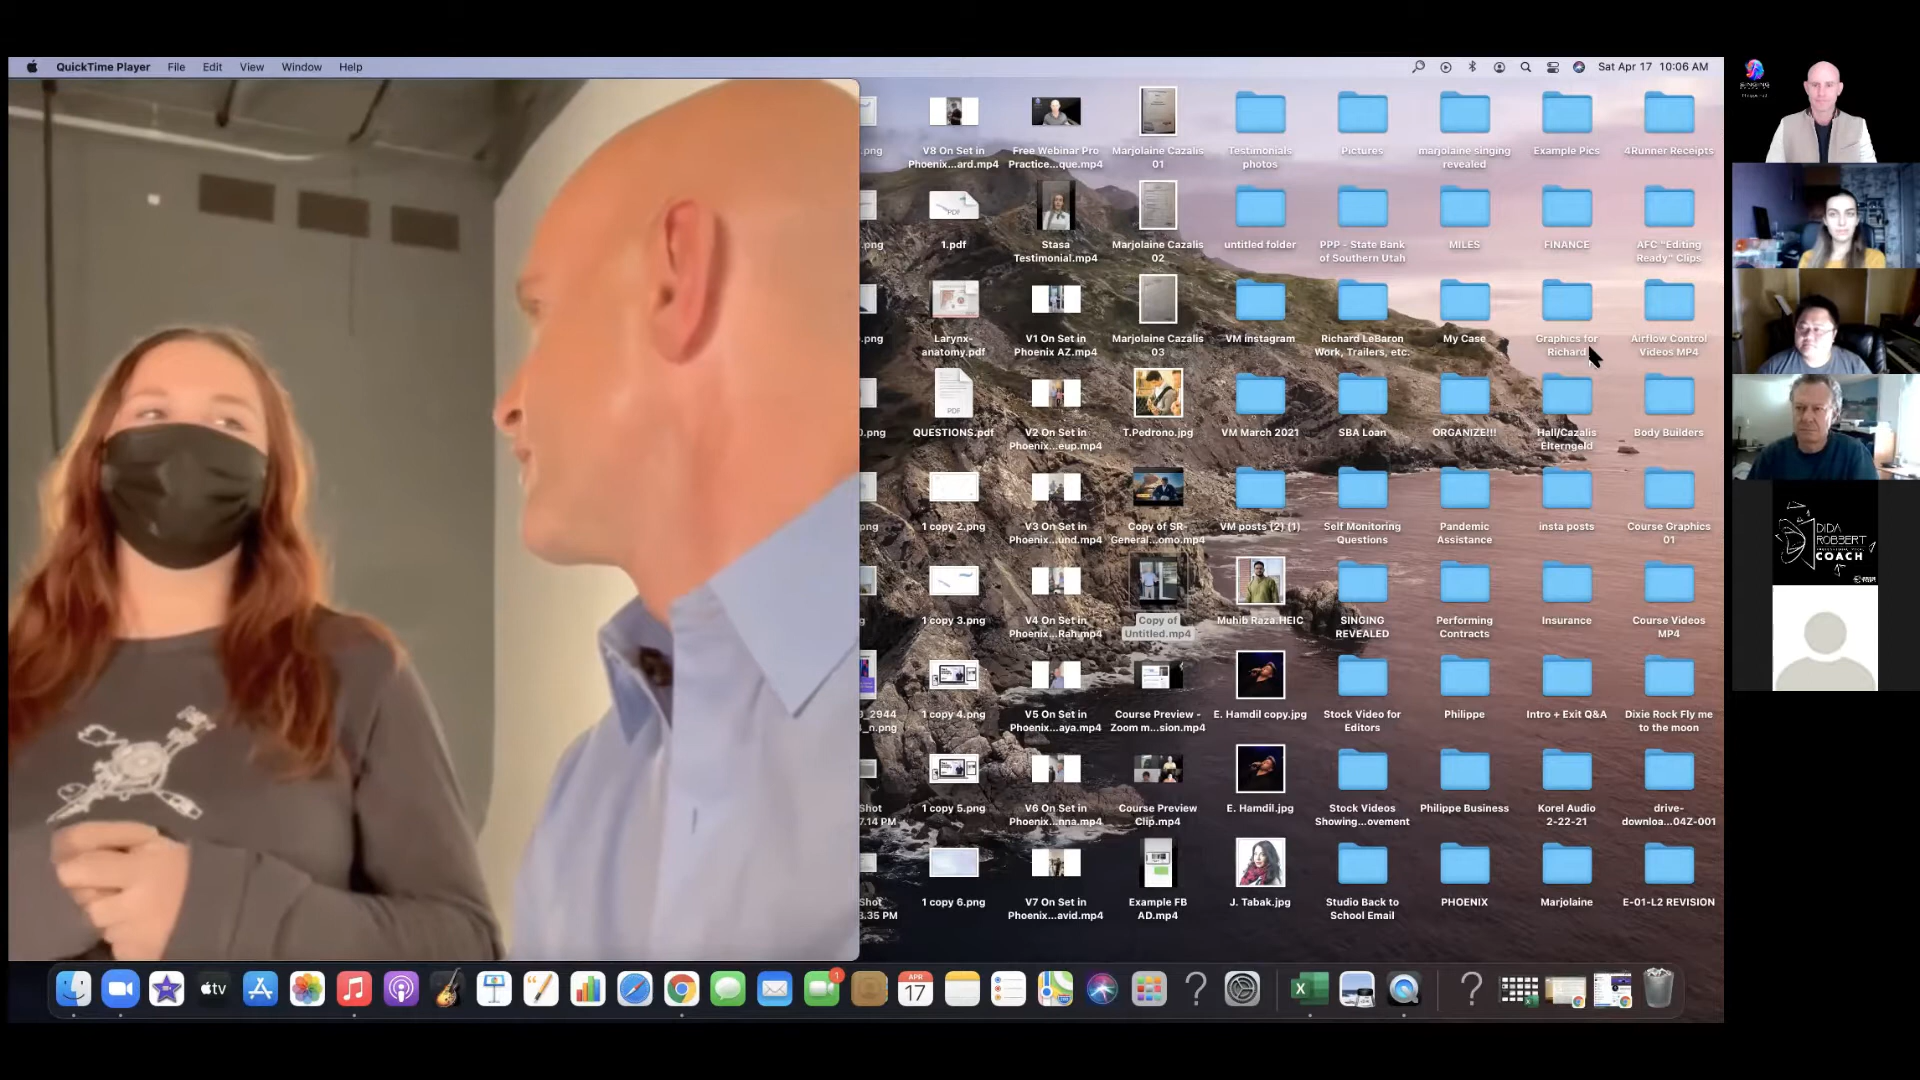 QuickTime Player File Edit View Window Help
Sat Apr 17 10:06 AM
.png
V8 On Set in
Phoenix...ard.mp4
Free Webinar Pro
Practice...que.mp4
Marjolaine Cazalis
01
Testimonials
photos
Pictures
marjolaine singing
revealed
Example Pics
4Runner Receipts
.png
1.pdf
Stasa
Testimonial.mp4
Marjolaine Cazalis
02
untitled folder
PPP - State Bank
of Southern Utah
MILES
FINANCE
AFC "Editing
Ready" Clips
.png
Larynx-
anatomy.pdf
V1 On Set in
Phoenix AZ.mp4
Marjolaine Cazalis
03
VM instagram
Richard LeBaron
Work, Trailers, etc.
My Case
Graphics for
Richard
Airflow Control
Videos MP4
0.png
QUESTIONS.pdf
V2 On Set in
Phoenix...eup.mp4
T.Pedrono.jpg
VM March 2021
SBA Loan
ORGANIZE!!!
Hall/Cazalis
Elterngeld
Body Builders
png
1 copy 2.png
V3 On Set in
Phoenix...und.mp4
Copy of SR-
General...omo.mp4
VM posts (2) (1)
Self Monitoring
Questions
Pandemic
Assistance
insta posts
Course Graphics
01
g
1 copy 3.png
V4 On Set in
Phoenix...Rah.mp4
Copy of
Untitled.mp4
Muhib Raza.HEIC
SINGING
REVEALED
Performing
Contracts
Insurance
Course Videos
MP4
9_2944
_n.png
1 copy 4.png
V5 On Set in
Phoenix...aya.mp4
Course Preview -
Zoom m...sion.mp4
E. Hamdil copy.jpg
Stock Video for
Editors
Philippe
Intro + Exit Q&A
Dixie Rock Fly me
to the moon
Shot
7.14 PM
1 copy 5.png
V6 On Set in
Phoenix...nna.mp4
Course Preview
Clip.mp4
E. Hamdil.jpg
Stock Videos
Showing...ovement
Philippe Business
Korel Audio
2-22-21
drive-
downloa...04Z-001
Shot
3.35 PM
1 copy 6.png
V7 On Set in
Phoenix...avid.mp4
Example FB
AD.mp4
J. Tabak.jpg
Studio Back to
School Email
PHOENIX
Marjolaine
E-01-L2 REVISION
PDF
PDF
tv
1
APR
17
X
SINGING
DIDA
ROBBERT
COACH